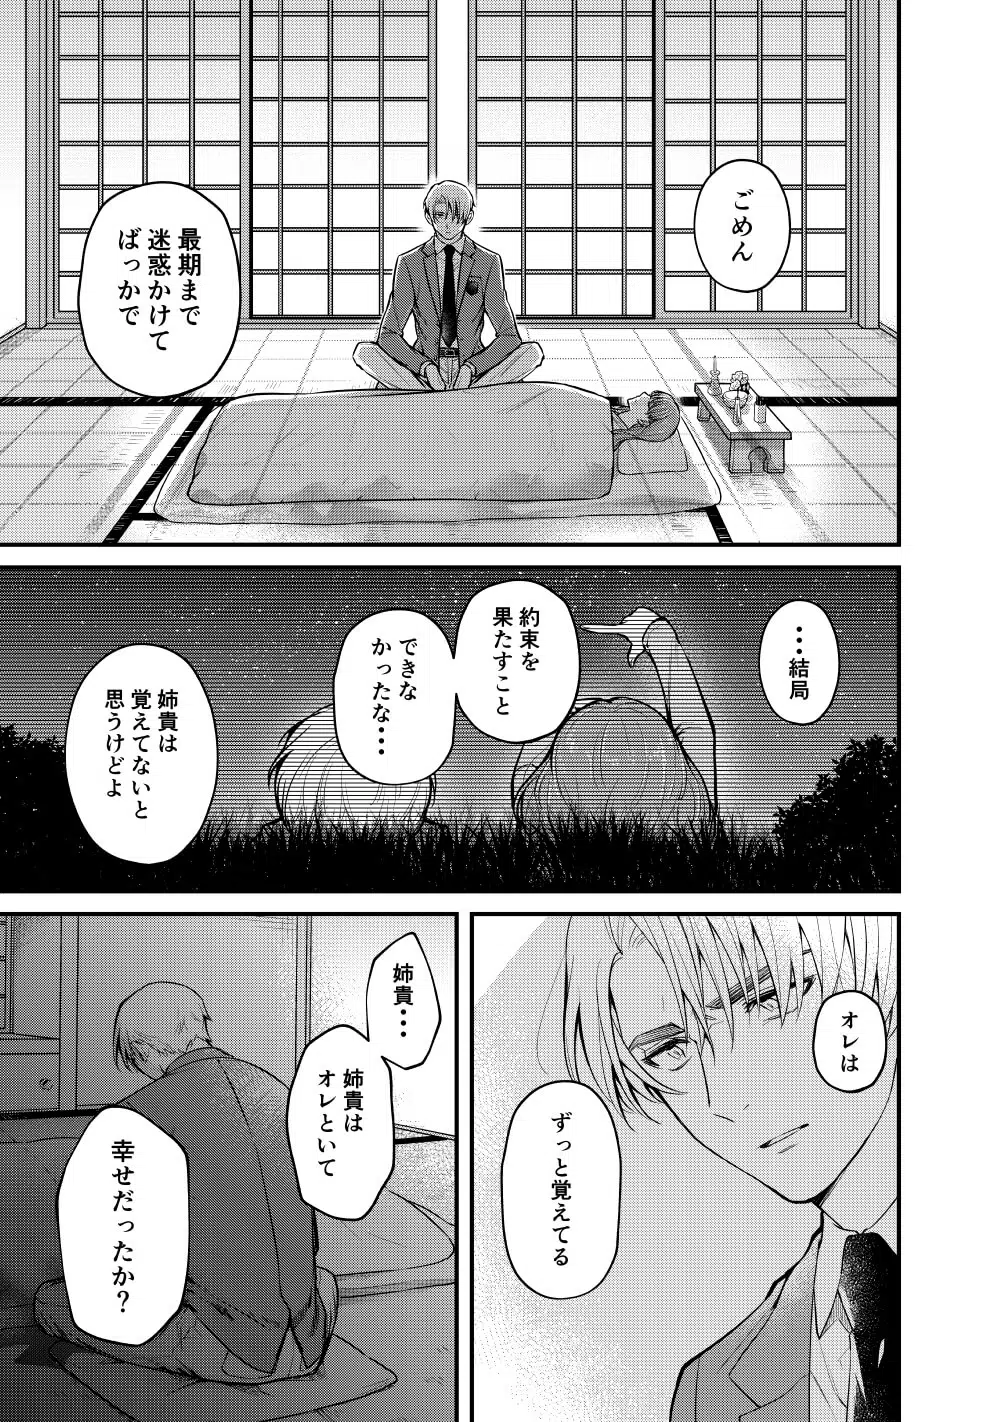 ごめん
最期まで
迷惑かけて
ばっかで
・・・結局
約束を
果たすこと
できな
かったな・・・
姉貴は
覚えてないと
思うけどよ
オレは
ずっと覚えてる
姉貴・・・
姉貴は
オレといて
幸せだったか？